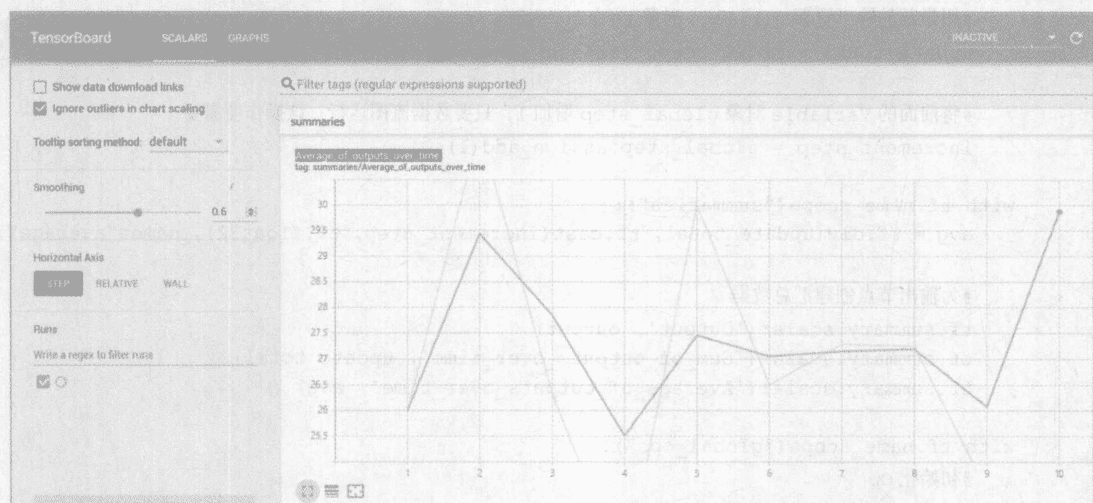 TensorBoard SCALARS GRAPHS INACTIVE
Show data download links
Ignore outliers in chart scaling
Tooltip sorting method: default
Smoothing
0.6
Horizontal Axis
STEP RELATIVE WALL
Runs
Write a regex to filter runs
Filter tags (regular expressions supported)
summaries
Average_of_outputs_over_time
tag: summaries/Average_of_outputs_over_time
30
29.5
29
28.5
28
27.5
27
26.5
26
25.5
1 2 3 4 5 6 7 8 9 10